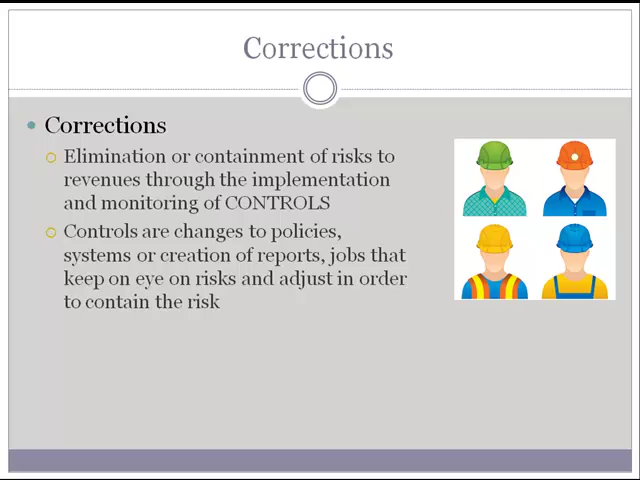 Corrections
Corrections
Elimination or containment of risks to
revenues through the implementation
and monitoring of CONTROLS
Controls are changes to policies,
systems or creation of reports, jobs that
keep on eye on risks and adjust in order
to contain the risk